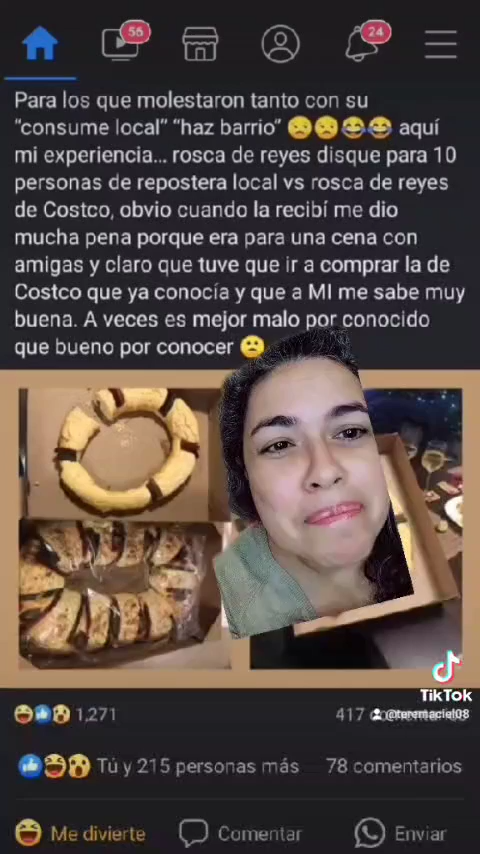 56
24
Para los que molestaron tanto con su
"consume local" "haz barrio" 😒😒😂😂 aquí
mi experiencia... rosca de reyes disque para 10
personas de repostera local vs rosca de reyes
de Costco, obvio cuando la recibí me dio
mucha pena porque era para una cena con
amigas y claro que tuve que ir a comprar la de
Costco que ya conocía y que a MI me sabe muy
buena. A veces es mejor malo por conocido
que bueno por conocer 🙁
TikTok
@teremaciel08
1,271
417
Tú y 215 personas más
78 comentarios
Me divierte
Comentar
Enviar